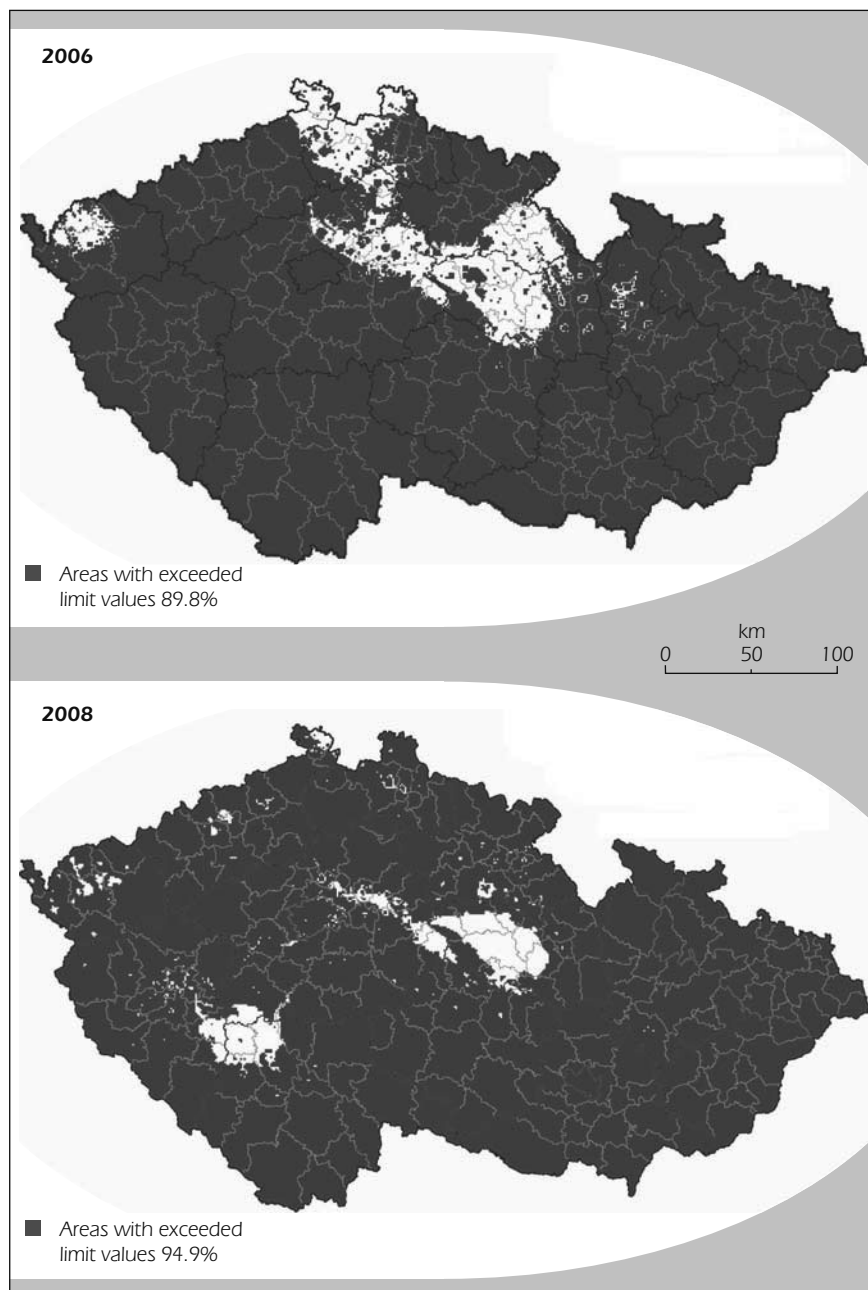 2006
Areas with exceeded
limit values 89.8%
km
0 50 100
2008
Areas with exceeded
limit values 94.9%